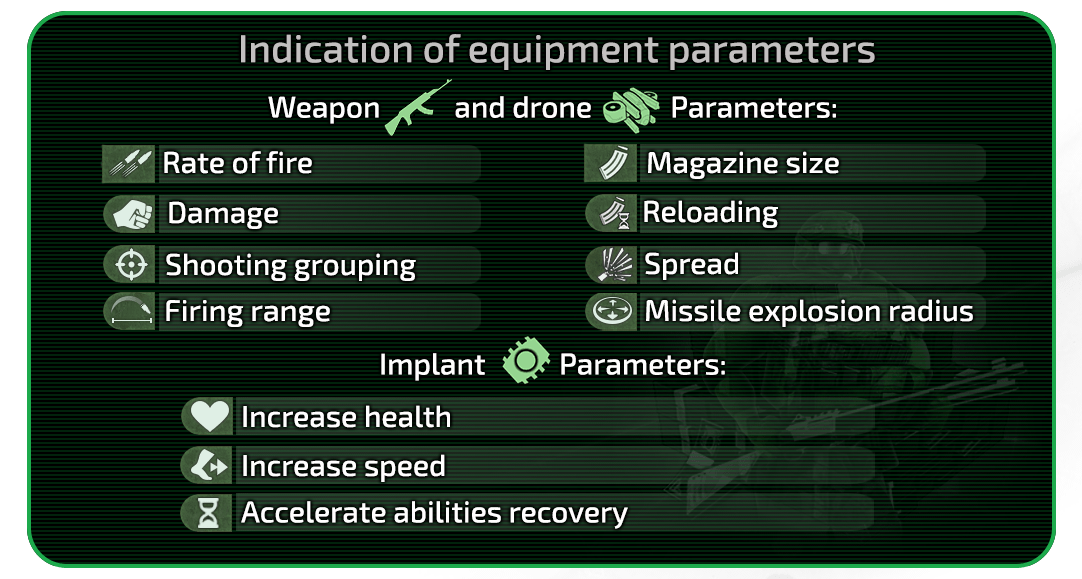 Indication of equipment parameters
Weapon and drone Parameters:
Rate of fire
Magazine size
Damage
Reloading
Shooting grouping
Spread
Firing range
Missile explosion radius
Implant Parameters:
Increase health
Increase speed
Accelerate abilities recovery